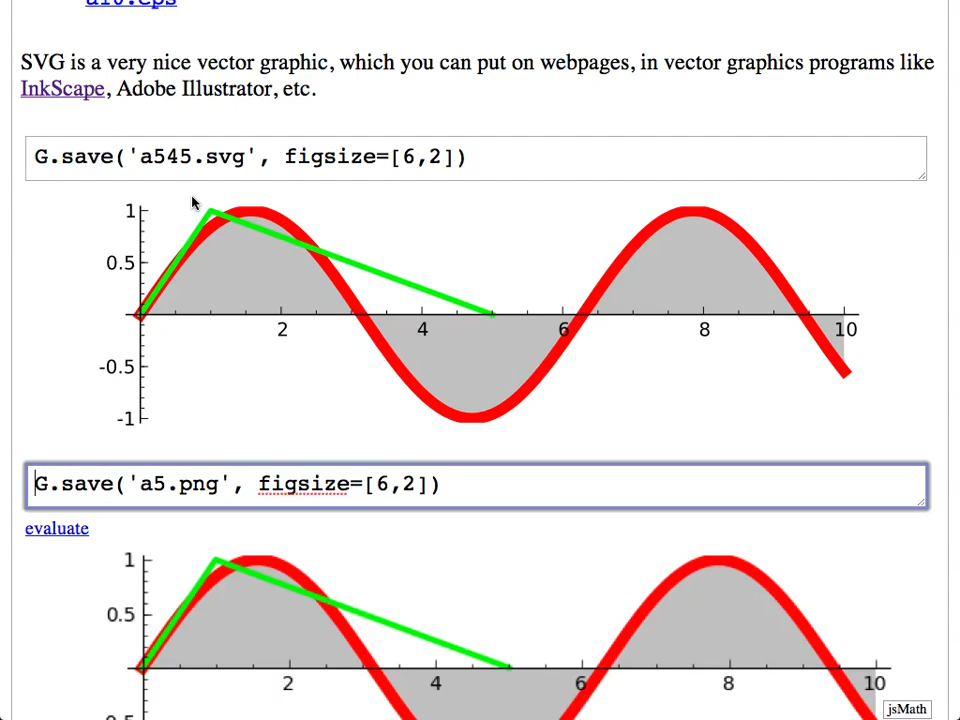 a10.eps
SVG is a very nice vector graphic, which you can put on webpages, in vector graphics programs like
InkScape, Adobe Illustrator, etc.
G.save('a545.svg', figsize=[6,2])
1
0.5
2 4 6 8 10
-0.5
-1
G.save('a5.png', figsize=[6,2])
evaluate
1
0.5
2 4 6 8 10
jsMath